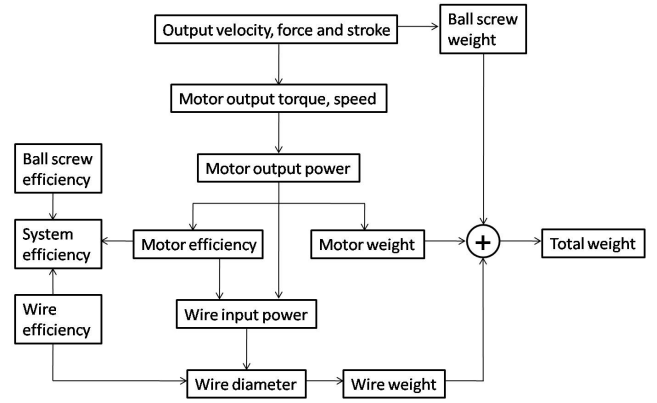 Output velocity, force and stroke
Ball screw
weight
Motor output torque, speed
Motor output power
Ball screw
efficiency
System
efficiency
Motor efficiency
Motor weight
+
Total weight
Wire
efficiency
Wire input power
Wire diameter
Wire weight